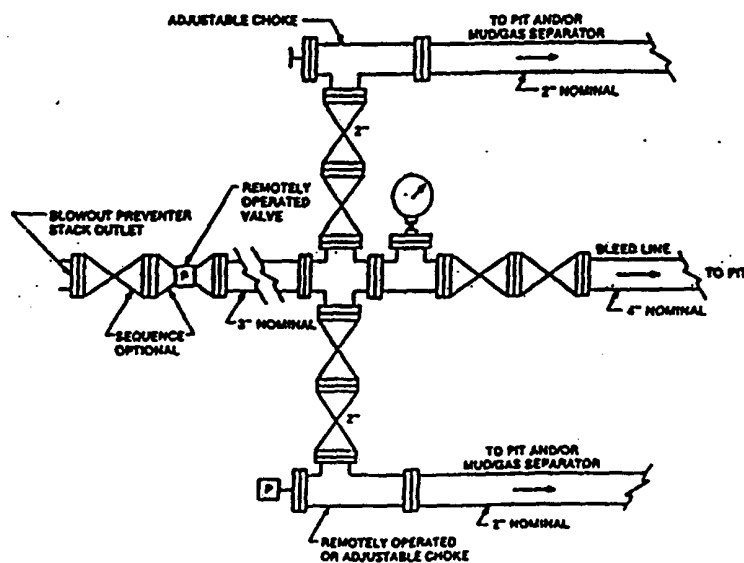 ADJUSTABLE CHOKE
TO PIT AND/OR
MUD/GAS SEPARATOR
2" NOMINAL
2"
REMOTELY
OPERATED
VALVE
BLOWOUT PREVENTER
STACK OUTLET
BLEED LINE
TO PIT
P
3" NOMINAL
4" NOMINAL
SEQUENCE
OPTIONAL
2"
TO PIT AND/OR
MUD/GAS SEPARATOR
P
2" NOMINAL
REMOTELY OPERATED
OR ADJUSTABLE CHOKE